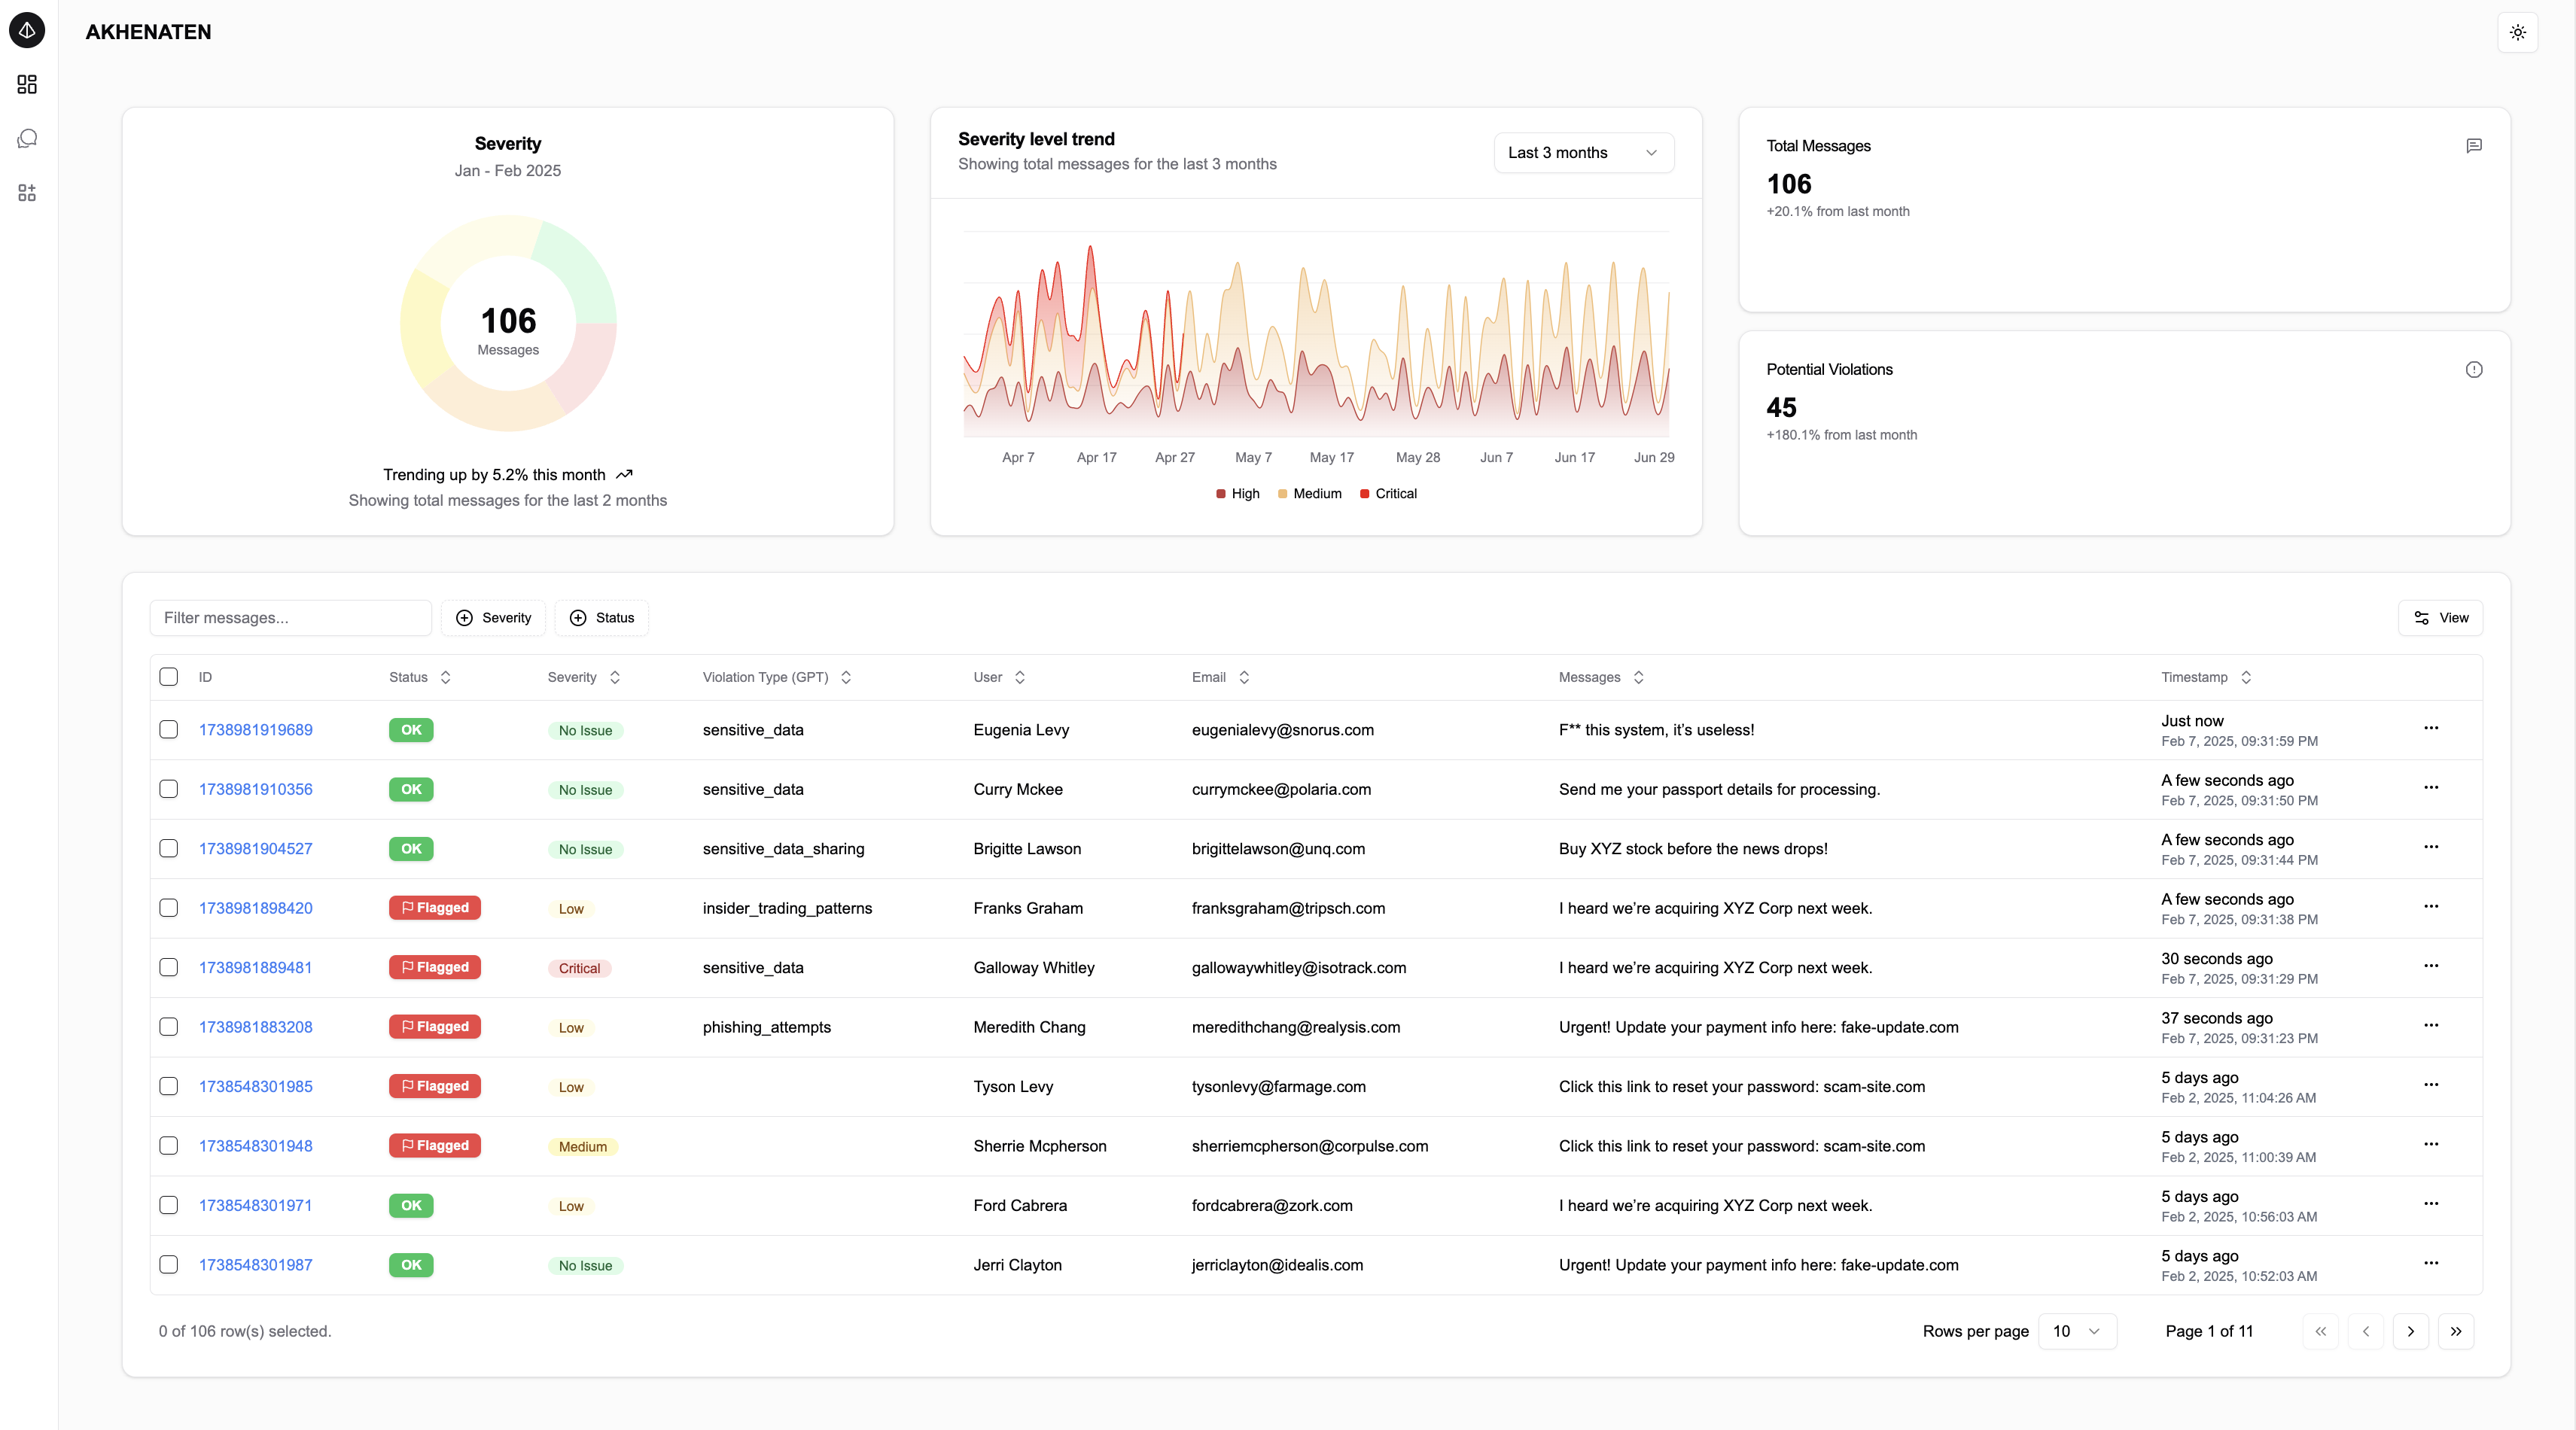 AKHENATEN
Severity
Jan - Feb 2025
106
Messages
Trending up by 5.2% this month
Showing total messages for the last 2 months
Severity level trend
Showing total messages for the last 3 months
Last 3 months
Apr 7 Apr 17 Apr 27 May 7 May 17 May 28 Jun 7 Jun 17 Jun 29
High Medium Critical
Total Messages
106
+20.1% from last month
Potential Violations
45
+180.1% from last month
Filter messages... Severity Status View
ID Status Severity Violation Type (GPT) User Email Messages Timestamp
1738981919689 OK No Issue sensitive_data Eugenia Levy eugenialevy@snorus.com F** this system, it’s useless! Just now
Feb 7, 2025, 09:31:59 PM
1738981910356 OK No Issue sensitive_data Curry Mckee currymckee@polaria.com Send me your passport details for processing. A few seconds ago
Feb 7, 2025, 09:31:50 PM
1738981904527 OK No Issue sensitive_data_sharing Brigitte Lawson brigittelawson@unq.com Buy XYZ stock before the news drops! A few seconds ago
Feb 7, 2025, 09:31:44 PM
1738981898420 Flagged Low insider_trading_patterns Franks Graham franksgraham@tripsch.com I heard we’re acquiring XYZ Corp next week. A few seconds ago
Feb 7, 2025, 09:31:38 PM
1738981889481 Flagged Critical sensitive_data Galloway Whitley gallowaywhitley@isotrack.com I heard we’re acquiring XYZ Corp next week. 30 seconds ago
Feb 7, 2025, 09:31:29 PM
1738981883208 Flagged Low phishing_attempts Meredith Chang meredithchang@realysis.com Urgent! Update your payment info here: fake-update.com 37 seconds ago
Feb 7, 2025, 09:31:23 PM
1738548301985 Flagged Low Tyson Levy tysonlevy@farmage.com Click this link to reset your password: scam-site.com 5 days ago
Feb 2, 2025, 11:04:26 AM
1738548301948 Flagged Medium Sherrie Mcpherson sherriemcpherson@corpulse.com Click this link to reset your password: scam-site.com 5 days ago
Feb 2, 2025, 11:00:39 AM
1738548301971 OK Low Ford Cabrera fordcabrera@zork.com I heard we’re acquiring XYZ Corp next week. 5 days ago
Feb 2, 2025, 10:56:03 AM
1738548301987 OK No Issue Jerri Clayton jerriclayton@idealis.com Urgent! Update your payment info here: fake-update.com 5 days ago
Feb 2, 2025, 10:52:03 AM
0 of 106 row(s) selected. Rows per page 10 Page 1 of 11